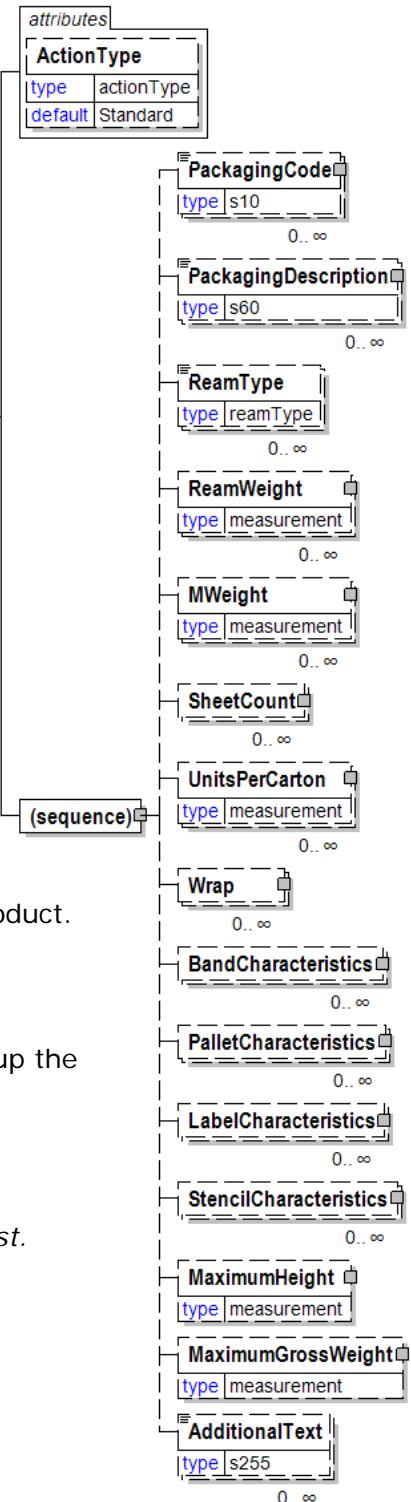 attributes
ActionType
type actionType
default Standard
PackagingCode
type s10
0.. ∞
PackagingDescription
type s60
0.. ∞
ReamType
type reamType
0.. ∞
ReamWeight
type measurement
0.. ∞
MWeight
type measurement
0.. ∞
SheetCount
0.. ∞
UnitsPerCarton
type measurement
0.. ∞
(sequence)
Wrap
0.. ∞
oduct.
BandCharacteristics
0.. ∞
PalletCharacteristics
0.. ∞
up the
LabelCharacteristics
0.. ∞
StencilCharacteristics
0.. ∞
st.
MaximumHeight
type measurement
MaximumGrossWeight
type measurement
AdditionalText
type s255
0.. ∞